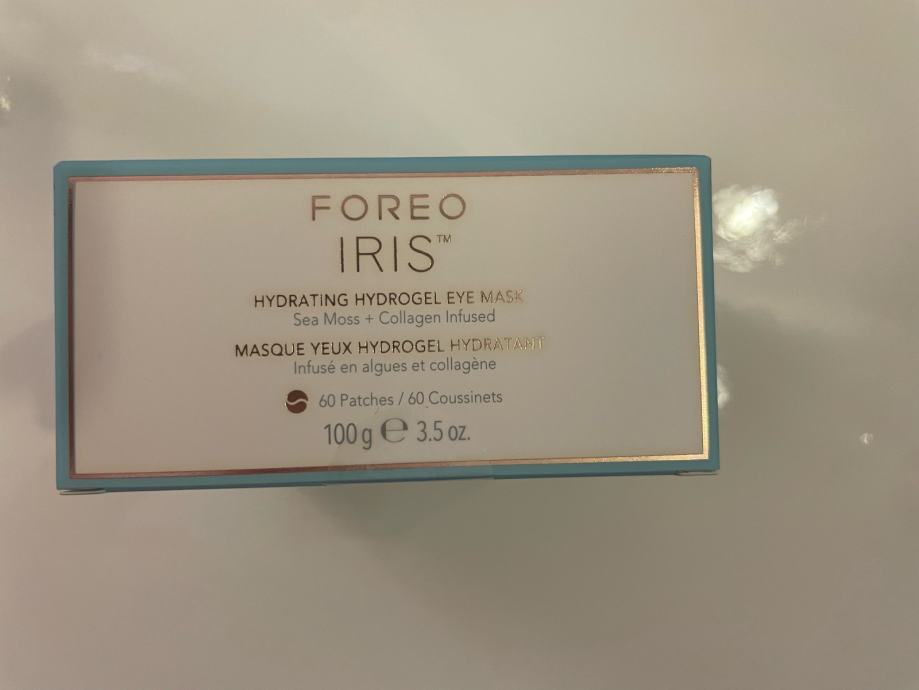 FOREO
IRIS™
HYDRATING HYDROGEL EYE MASK
Sea Moss + Collagen Infused
MASQUE YEUX HYDROGEL HYDRATANT
Infusé en algues et collagène
60 Patches / 60 Coussinets
100 g ℮ 3.5 oz.